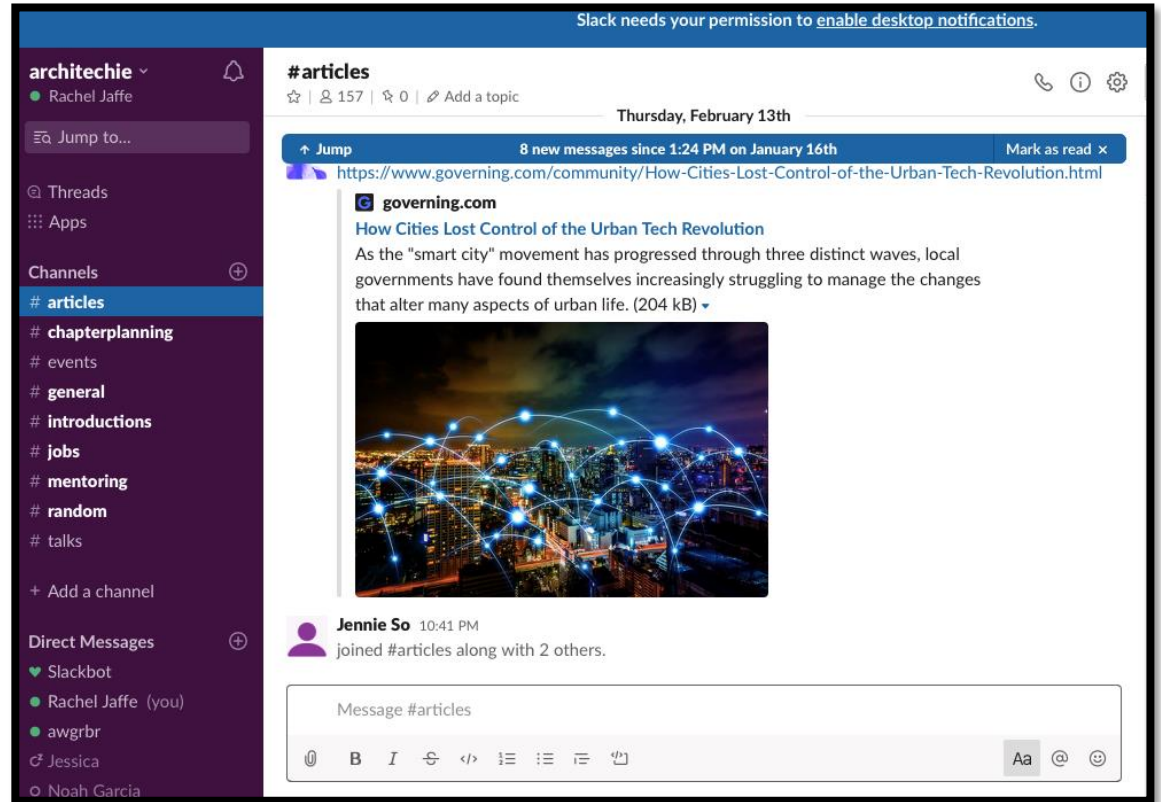 Slack needs your permission to enable desktop notifications.
architechie
Rachel Jaffe
Jump to...
Threads
Apps
Channels
# articles
# chapterplanning
# events
# general
# introductions
# jobs
# mentoring
# random
# talks
+ Add a channel
Direct Messages
Slackbot
Rachel Jaffe (you)
awgrbr
Jessica
Noah Garcia
#articles
157 | 0 | Add a topic
Thursday, February 13th
↑ Jump 8 new messages since 1:24 PM on January 16th Mark as read ×
https://www.governing.com/community/How-Cities-Lost-Control-of-the-Urban-Tech-Revolution.html
G governing.com
How Cities Lost Control of the Urban Tech Revolution
As the "smart city" movement has progressed through three distinct waves, local
governments have found themselves increasingly struggling to manage the changes
that alter many aspects of urban life. (204 kB)
Jennie So 10:41 PM
joined #articles along with 2 others.
Message #articles
B I S </> Aa @